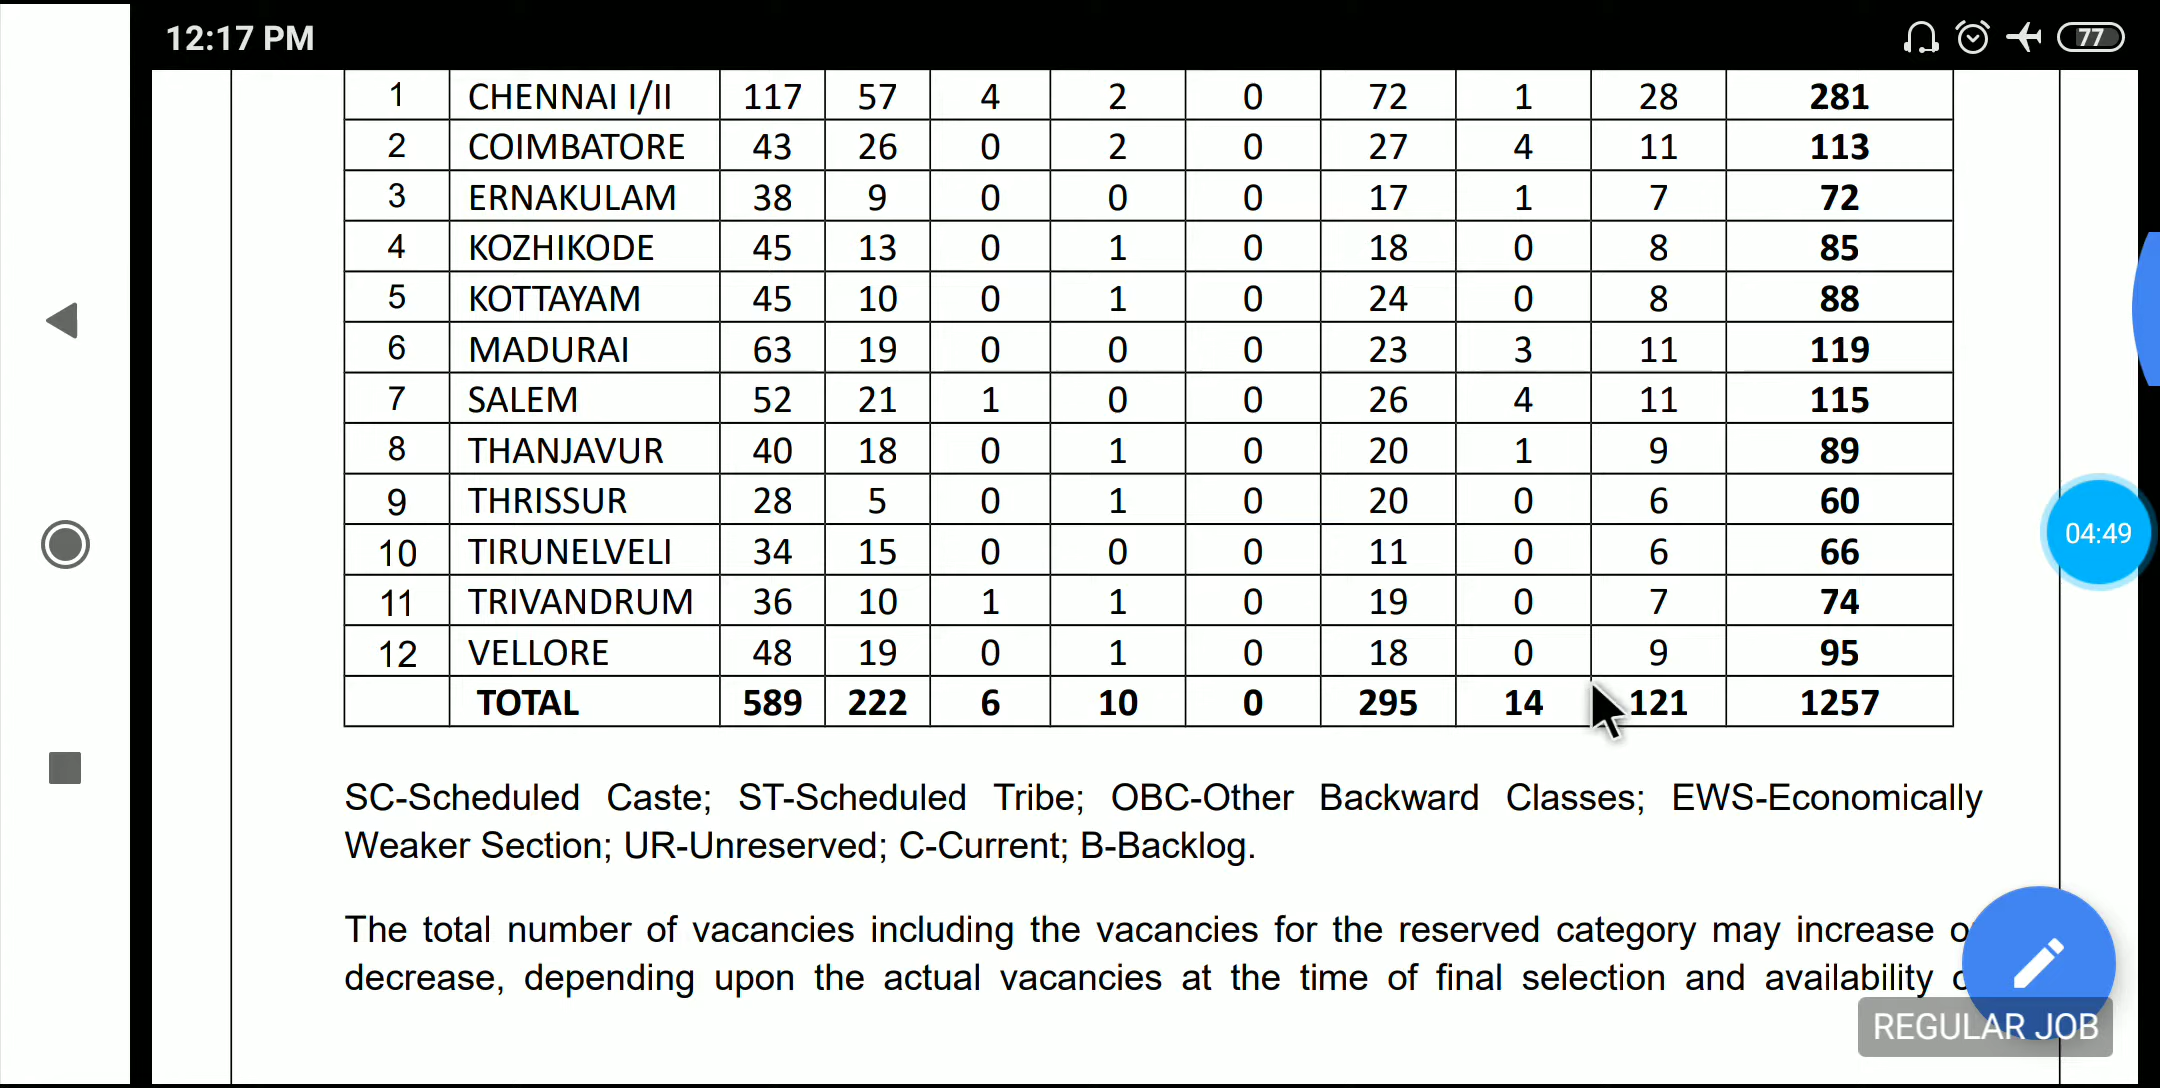 12:17 PM
77
1 CHENNAI I/II 117 57 4 2 0 72 1 28 281
2 COIMBATORE 43 26 0 2 0 27 4 11 113
3 ERNAKULAM 38 9 0 0 0 17 1 7 72
4 KOZHIKODE 45 13 0 1 0 18 0 8 85
5 KOTTAYAM 45 10 0 1 0 24 0 8 88
6 MADURAI 63 19 0 0 0 23 3 11 119
7 SALEM 52 21 1 0 0 26 4 11 115
8 THANJAVUR 40 18 0 1 0 20 1 9 89
9 THRISSUR 28 5 0 1 0 20 0 6 60
10 TIRUNELVELI 34 15 0 0 0 11 0 6 66
11 TRIVANDRUM 36 10 1 1 0 19 0 7 74
12 VELLORE 48 19 0 1 0 18 0 9 95
TOTAL 589 222 6 10 0 295 14 121 1257
04:49
SC-Scheduled Caste; ST-Scheduled Tribe; OBC-Other Backward Classes; EWS-Economically
Weaker Section; UR-Unreserved; C-Current; B-Backlog.
The total number of vacancies including the vacancies for the reserved category may increase
decrease, depending upon the actual vacancies at the time of final selection and availability
REGULAR JOB